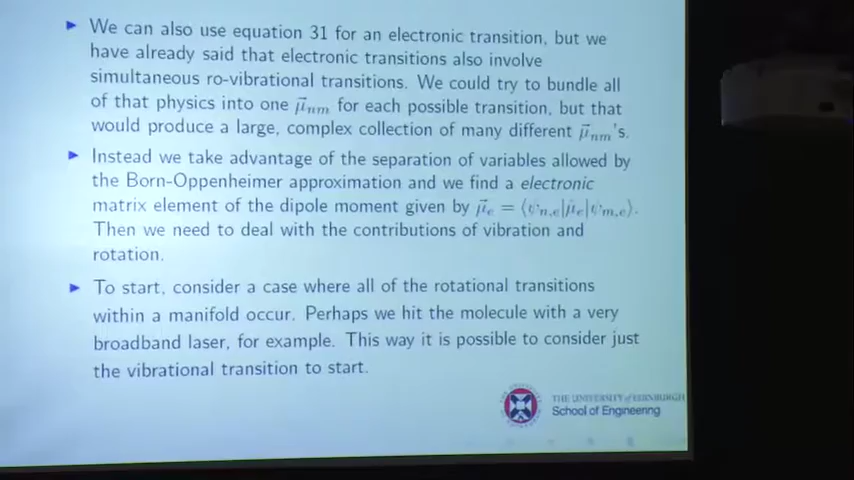 ▶ We can also use equation 31 for an electronic transition, but we
have already said that electronic transitions also involve
simultaneous ro-vibrational transitions. We could try to bundle all
of that physics into one μ⃗ₙₘ for each possible transition, but that
would produce a large, complex collection of many different μ⃗ₙₘ's.
▶ Instead we take advantage of the separation of variables allowed by
the Born-Oppenheimer approximation and we find a electronic
matrix element of the dipole moment given by μ⃗ₑ = ⟨ψₙ,ₑ|μ̂ₑ|ψₘ,ₑ⟩.
Then we need to deal with the contributions of vibration and
rotation.
▶ To start, consider a case where all of the rotational transitions
within a manifold occur. Perhaps we hit the molecule with a very
broadband laser, for example. This way it is possible to consider just
the vibrational transition to start.
THE UNIVERSITY of EDINBURGH
School of Engineering